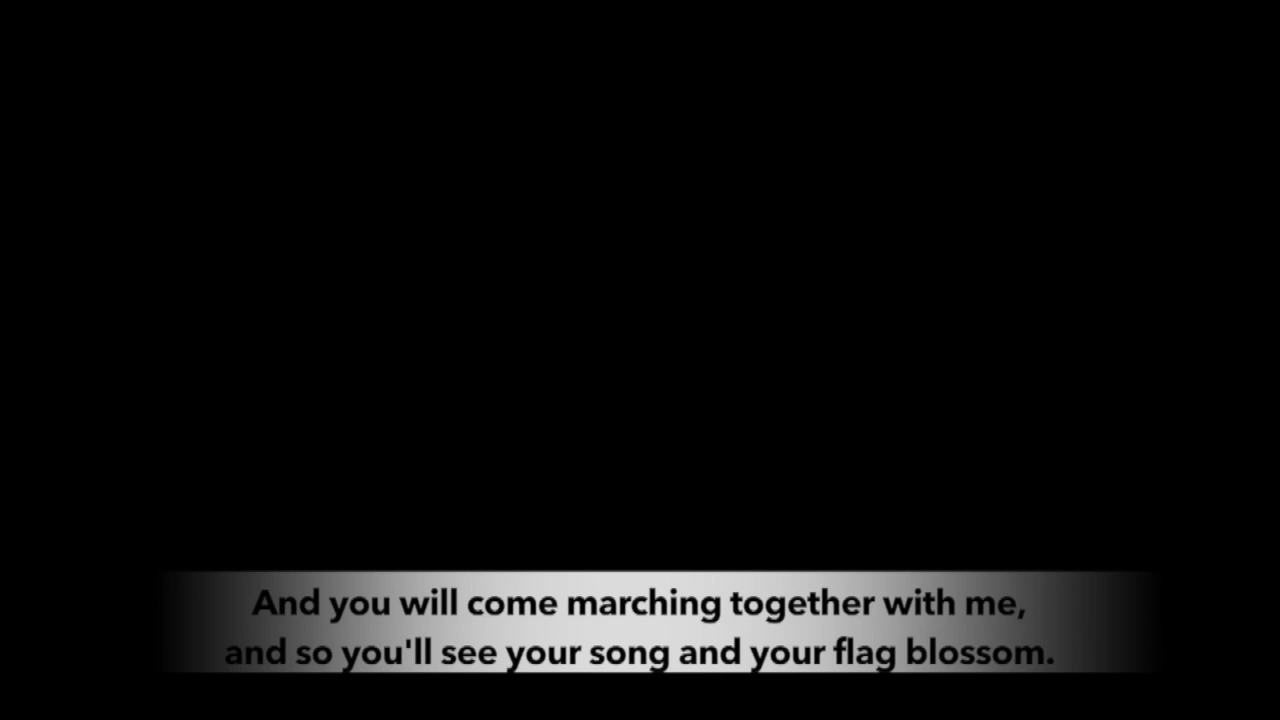 And you will come marching together with me,
and so you'll see your song and your flag blossom.